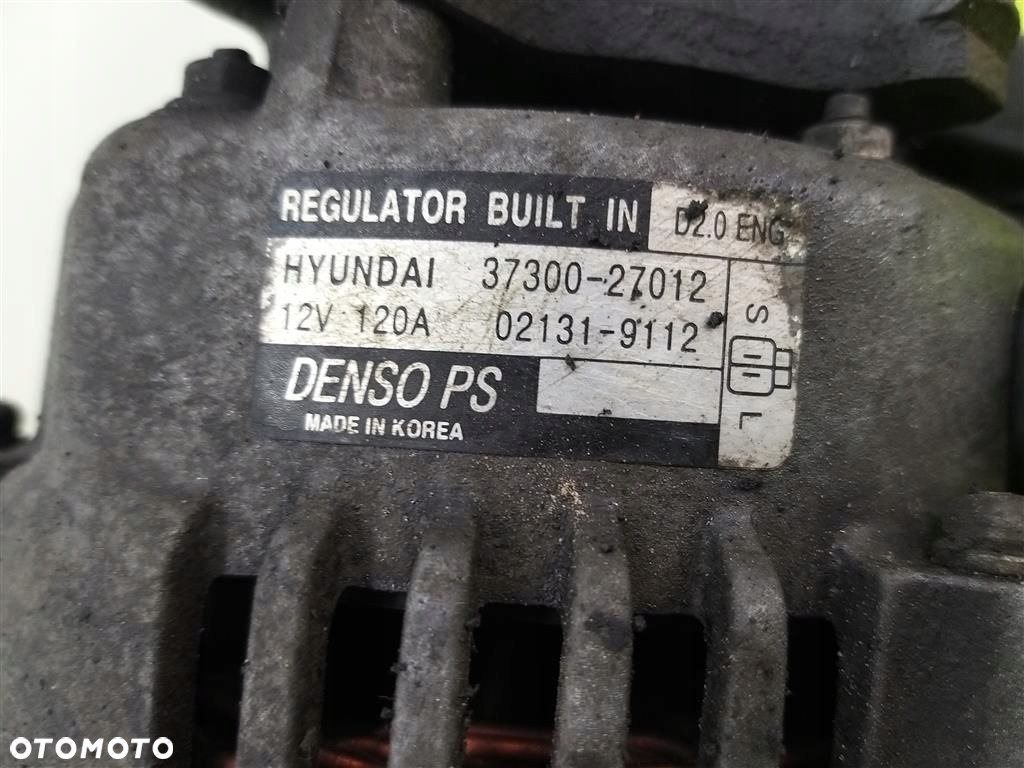 REGULATOR BUILT IN D2.0 ENG
HYUNDAI 37300-27012
12V 120A 02131-9112
S
L
DENSO PS
MADE IN KOREA
OTOMOTO